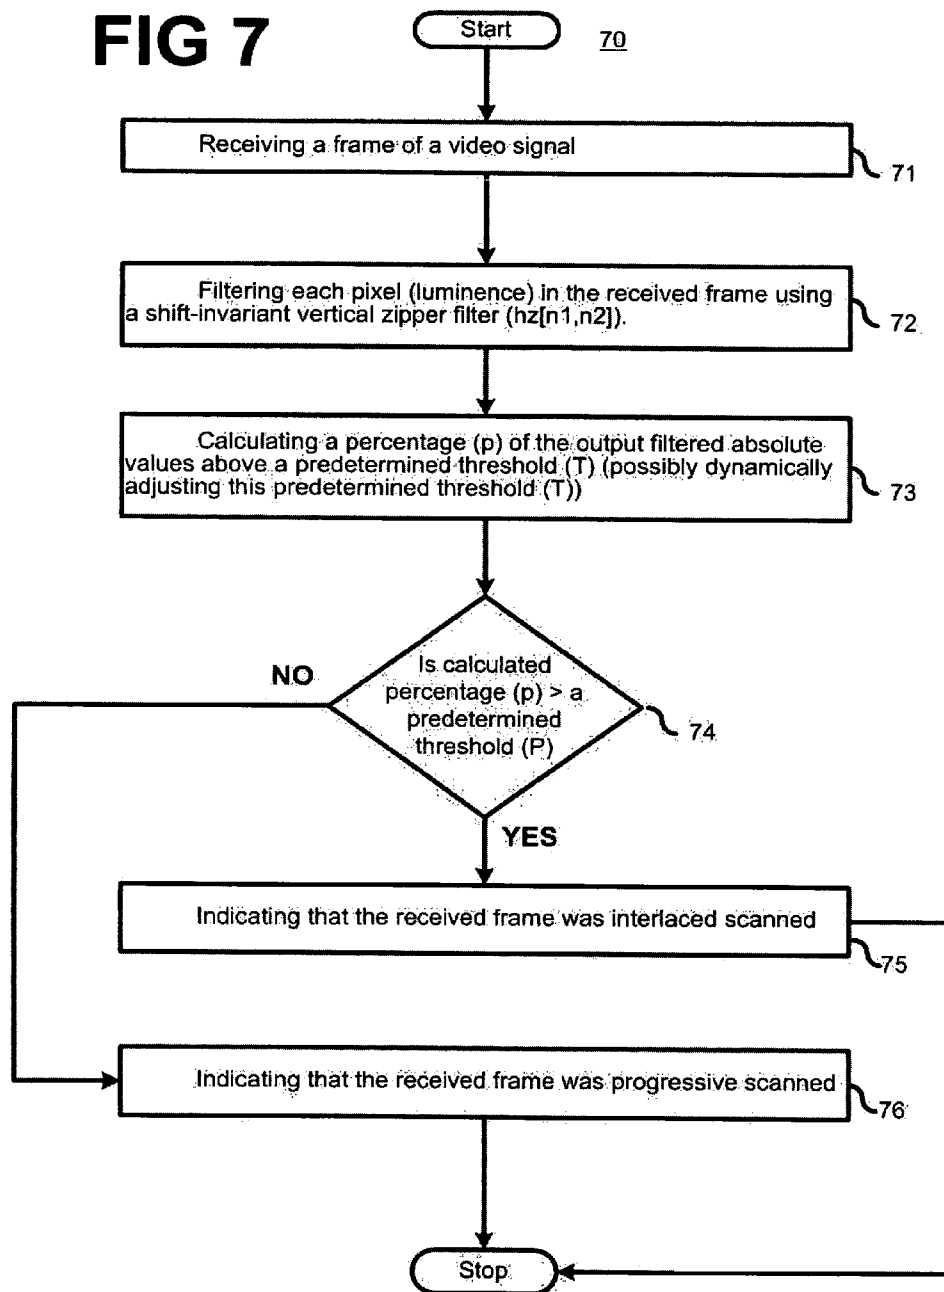 FIG 7
Start
70
Receiving a frame of a video signal
71
Filtering each pixel (luminence) in the received frame using
a shift-invariant vertical zipper filter (hz[n1,n2]).
72
Calculating a percentage (p) of the output filtered absolute
values above a predetermined threshold (T) (possibly dynamically
adjusting this predetermined threshold (T))
73
Is calculated
percentage (p) > a
predetermined
threshold (P)
74
NO
YES
Indicating that the received frame was interlaced scanned
75
Indicating that the received frame was progressive scanned
76
Stop